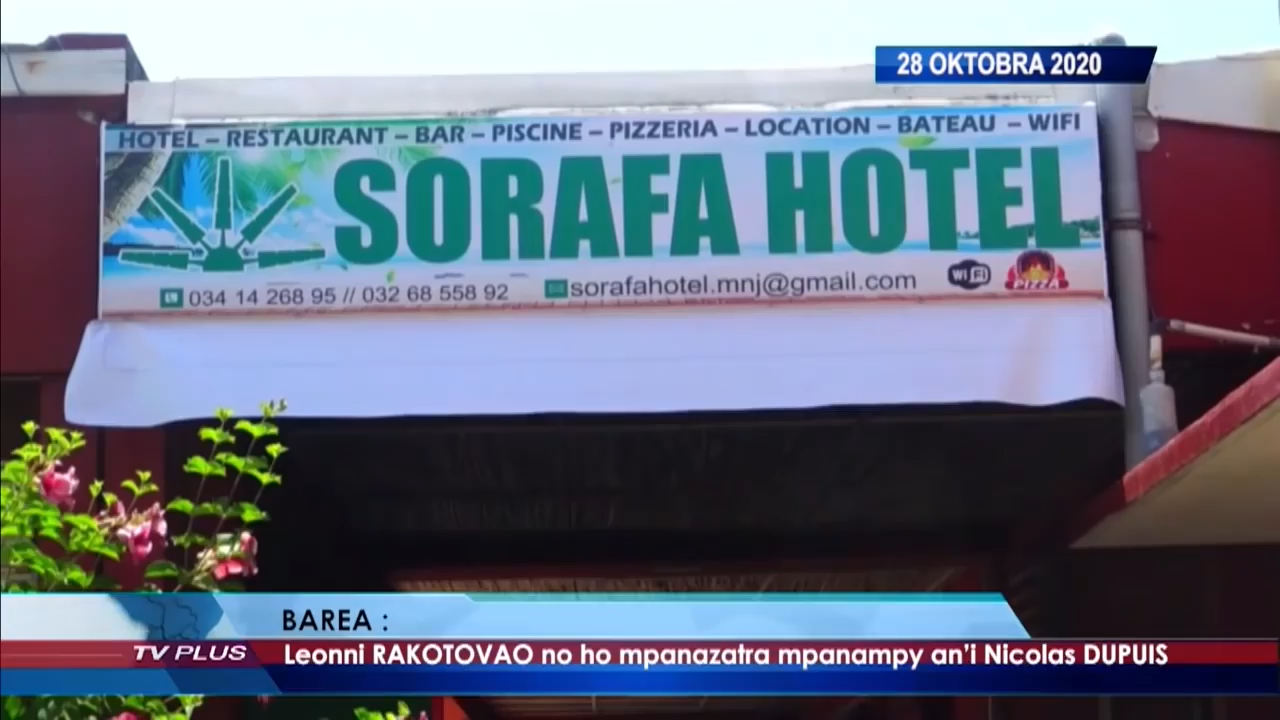 28 OKTOBRA 2020
HOTEL – RESTAURANT – BAR – PISCINE – PIZZERIA – LOCATION – BATEAU – WIFI
SORAFA HOTEL
034 14 268 95 // 032 68 558 92 sorafahotel.mnj@gmail.com WiFi PIZZA
BAREA :
TV PLUS Leonni RAKOTOVAO no ho mpanazatra mpanampy an'i Nicolas DUPUIS